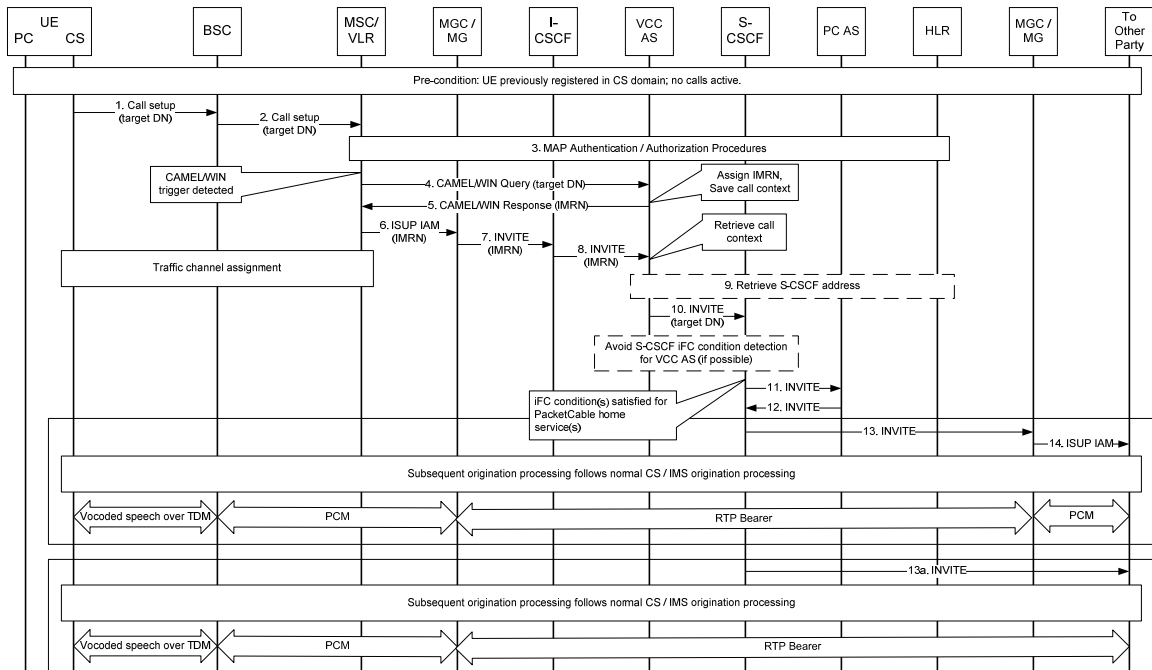 UE
PC CS
BSC
MSC/
VLR
MGC /
MG
I-
CSCF
VCC
AS
S-
CSCF
PC AS
HLR
MGC /
MG
To
Other
Party
Pre-condition: UE previously registered in CS domain; no calls active.
1. Call setup
(target DN)
2. Call setup
(target DN)
3. MAP Authentication / Authorization Procedures
CAMEL/WIN
trigger detected
4. CAMEL/WIN Query (target DN)
Assign IMRN,
Save call context
5. CAMEL/WIN Response (IMRN)
6. ISUP IAM
(IMRN)
7. INVITE
(IMRN)
8. INVITE
(IMRN)
Retrieve call
context
Traffic channel assignment
9. Retrieve S-CSCF address
10. INVITE
(target DN)
Avoid S-CSCF iFC condition detection
for VCC AS (if possible)
11. INVITE
12. INVITE
iFC condition(s) satisfied for
PacketCable home
service(s)
13. INVITE
14. ISUP IAM
Subsequent origination processing follows normal CS / IMS origination processing
Vocoded speech over TDM
PCM
RTP Bearer
PCM
13a. INVITE
Subsequent origination processing follows normal CS / IMS origination processing
Vocoded speech over TDM
PCM
RTP Bearer